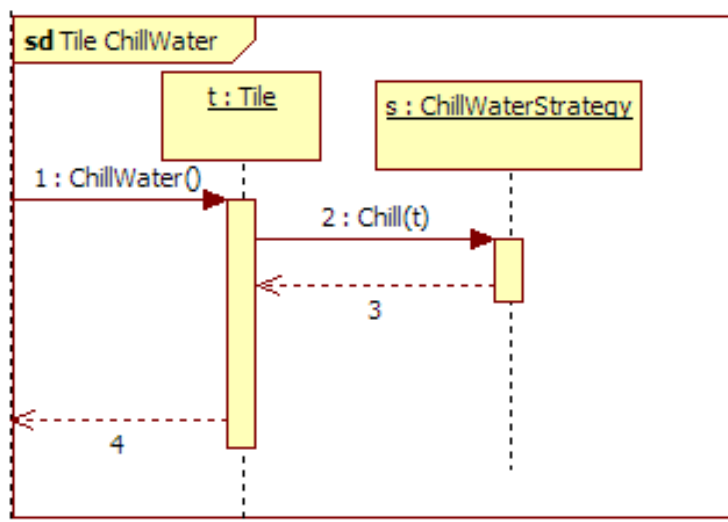 sd Tile ChillWater
t : Tile
s : ChillWaterStrategy
1 : ChillWater()
2 : Chill(t)
3
4